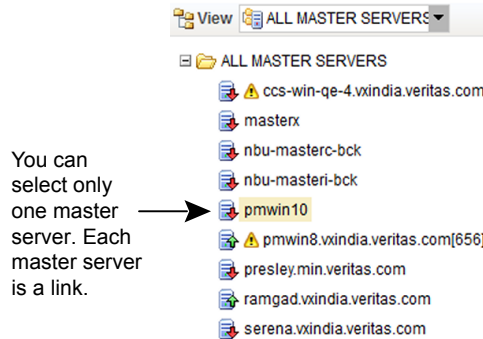 View ALL MASTER SERVERS
ALL MASTER SERVERS
ccs-win-qe-4.vxindia.veritas.com
masterx
nbu-masterc-bck
nbu-masteri-bck
pmwin10
pmwin8.vxindia.veritas.com[656]
presley.min.veritas.com
ramgad.vxindia.veritas.com
serena.vxindia.veritas.com
You can
select only
one master
server. Each
master server
is a link.